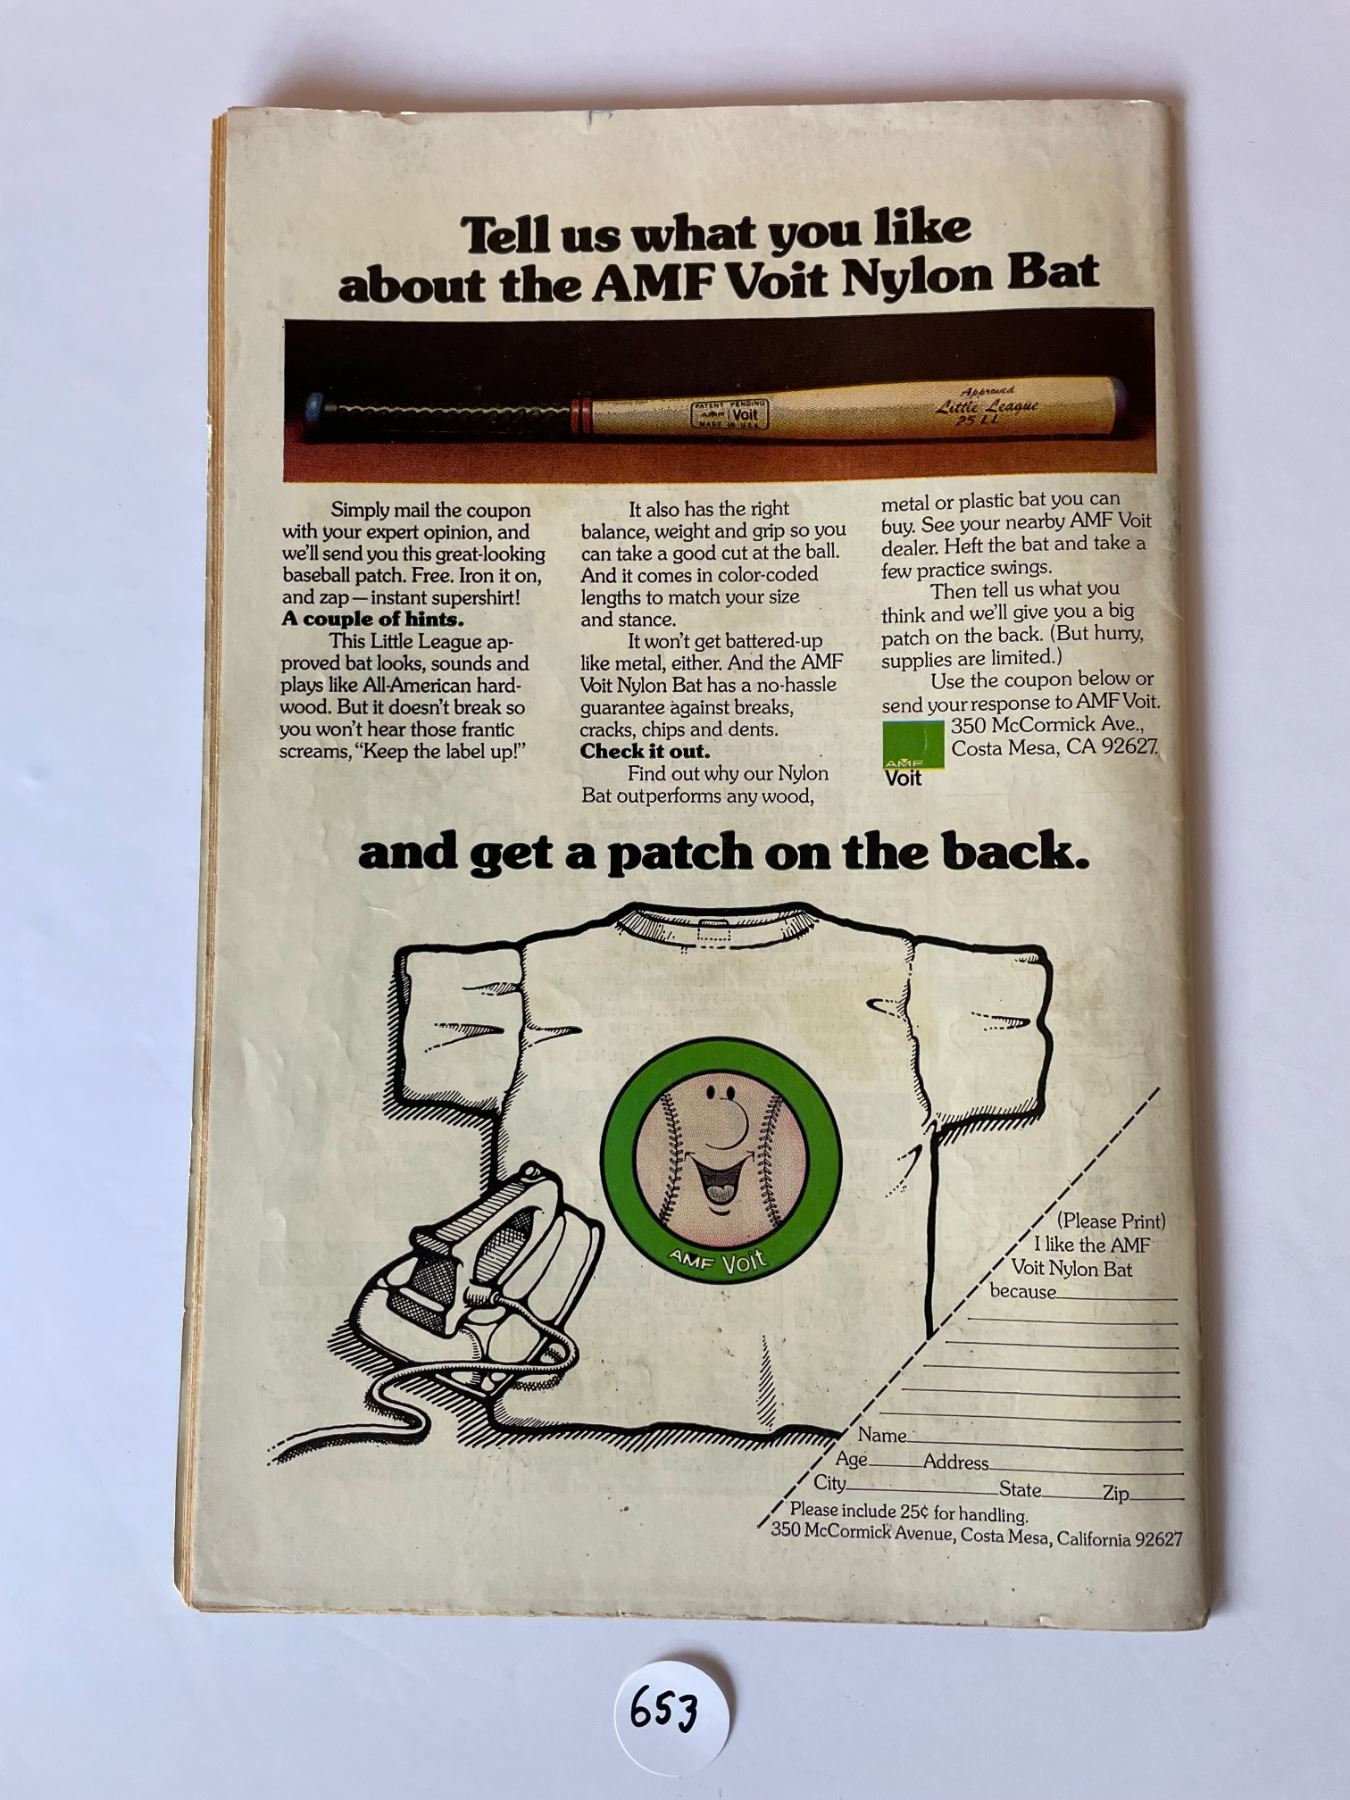 Tell us what you like
about the AMF Voit Nylon Bat
PATENT PENDING
AMF Voit
MADE IN U.S.A.
Approved
Little League
25 LL
Simply mail the coupon
with your expert opinion, and
we'll send you this great-looking
baseball patch. Free. Iron it on,
and zap — instant supershirt!
A couple of hints.
This Little League ap-
proved bat looks, sounds and
plays like All-American hard-
wood. But it doesn't break so
you won't hear those frantic
screams, "Keep the label up!"
It also has the right
balance, weight and grip so you
can take a good cut at the ball.
And it comes in color-coded
lengths to match your size
and stance.
It won't get battered-up
like metal, either. And the AMF
Voit Nylon Bat has a no-hassle
guarantee against breaks,
cracks, chips and dents.
Check it out.
Find out why our Nylon
Bat outperforms any wood,
metal or plastic bat you can
buy. See your nearby AMF Voit
dealer. Heft the bat and take a
few practice swings.
Then tell us what you
think and we'll give you a big
patch on the back. (But hurry,
supplies are limited.)
Use the coupon below or
send your response to AMF Voit.
350 McCormick Ave.,
Costa Mesa, CA 92627.
AMF
Voit
and get a patch on the back.
AMF Voit
(Please Print)
I like the AMF
Voit Nylon Bat
because
Name
Age Address
City State Zip
Please include 25¢ for handling.
350 McCormick Avenue, Costa Mesa, California 92627
653